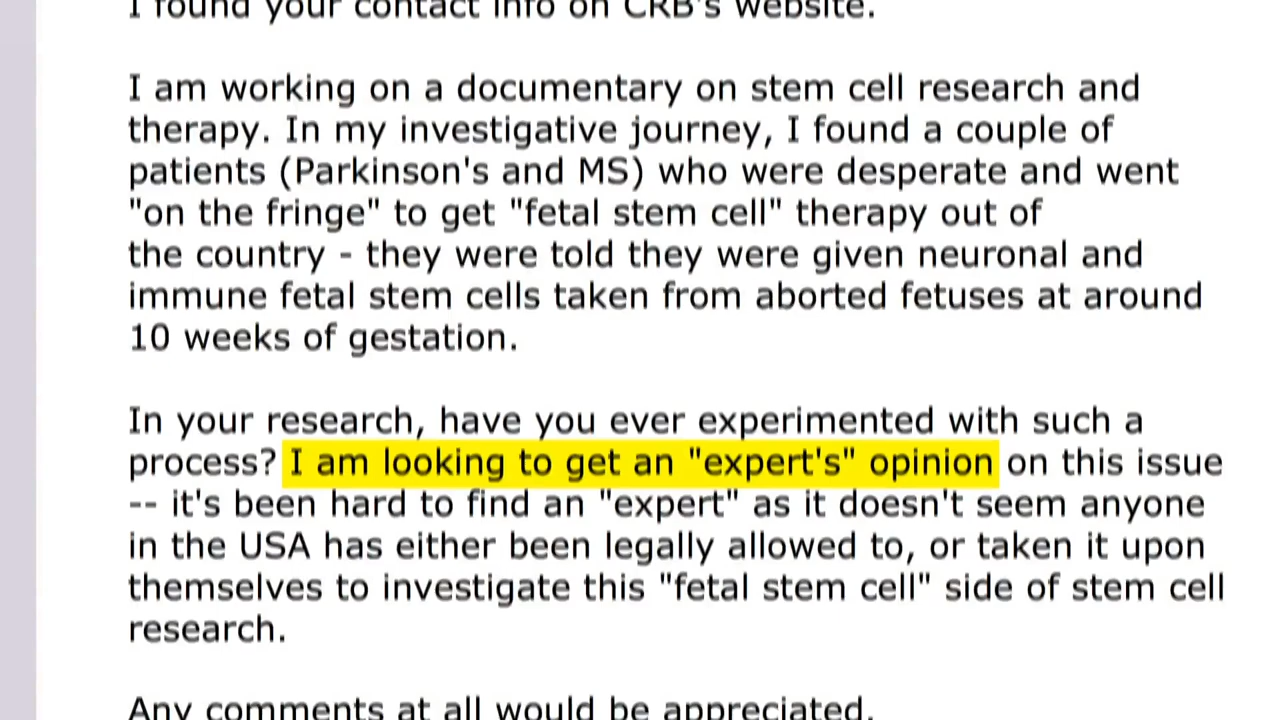 I found your contact info on CRB's website.
I am working on a documentary on stem cell research and
therapy. In my investigative journey, I found a couple of
patients (Parkinson's and MS) who were desperate and went
"on the fringe" to get "fetal stem cell" therapy out of
the country - they were told they were given neuronal and
immune fetal stem cells taken from aborted fetuses at around
10 weeks of gestation.
In your research, have you ever experimented with such a
process? I am looking to get an "expert's" opinion on this issue
-- it's been hard to find an "expert" as it doesn't seem anyone
in the USA has either been legally allowed to, or taken it upon
themselves to investigate this "fetal stem cell" side of stem cell
research.
Any comments at all would be appreciated.